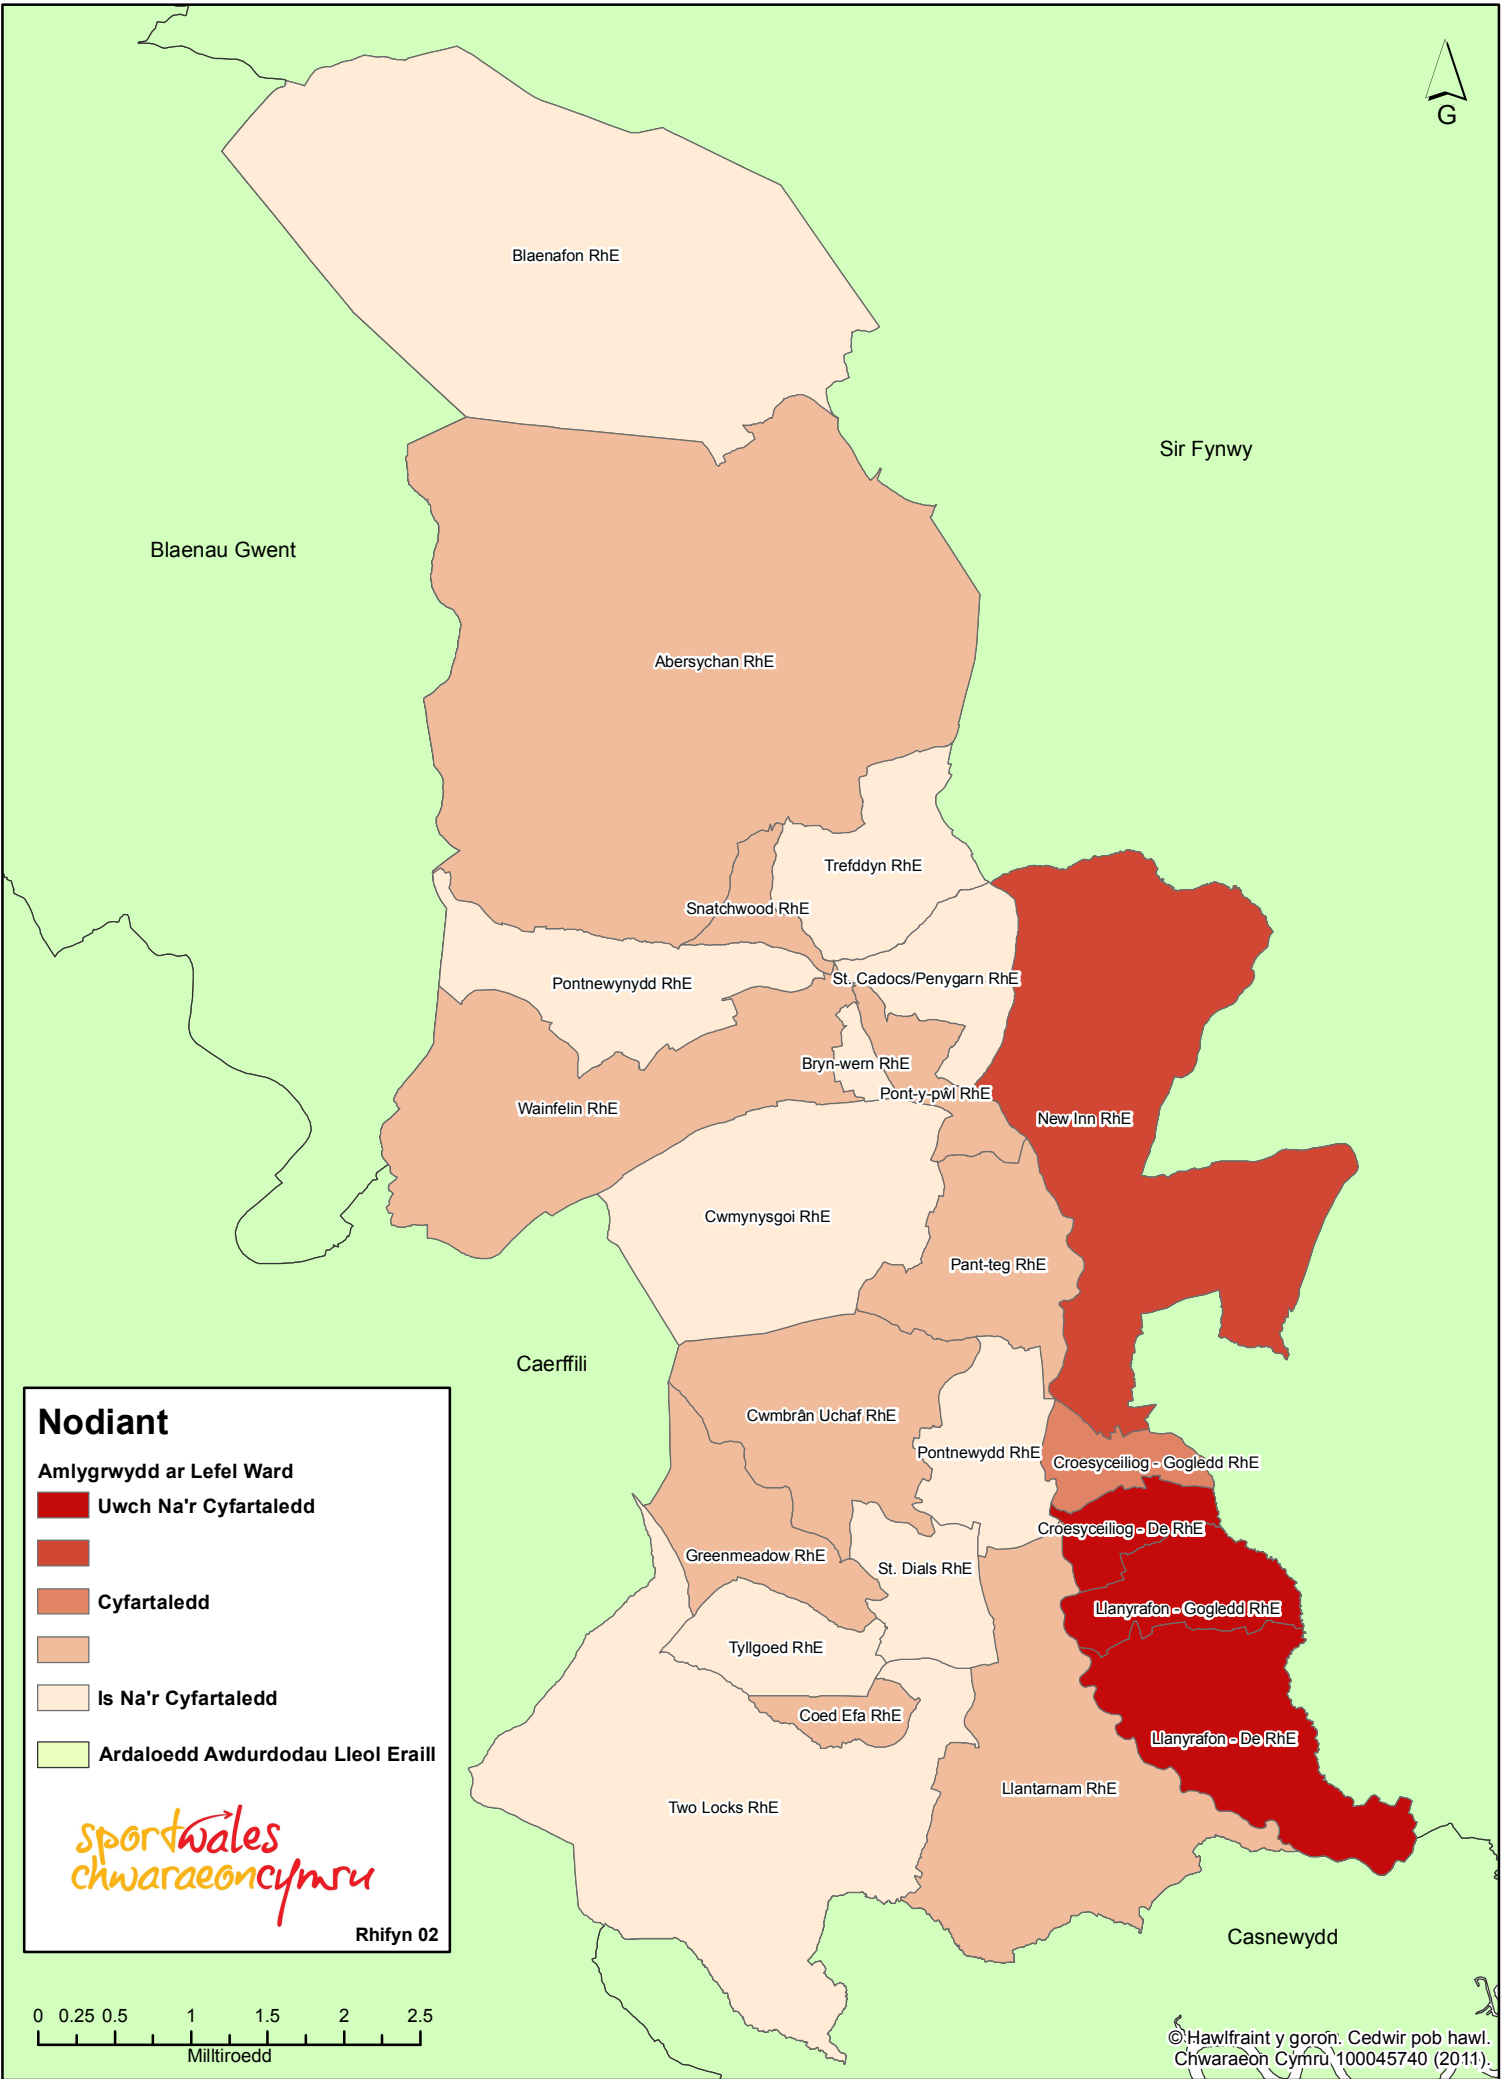 G
Blaenafon RhE
Sir Fynwy
Blaenau Gwent
Abersychan RhE
Trefddyn RhE
Snatchwood RhE
St. Cadocs/Penygarn RhE
Pontnewynydd RhE
Bryn-wern RhE
Pont-y-pŵl RhE
Wainfelin RhE
New Inn RhE
Cwmynysgoi RhE
Pant-teg RhE
Caerffili
Cwmbrân Uchaf RhE
Pontnewydd RhE
Croesyceiliog - Gogledd RhE
Croesyceiliog - De RhE
Greenmeadow RhE
St. Dials RhE
Llanyrafon - Gogledd RhE
Tyllgoed RhE
Coed Efa RhE
Llanyrafon - De RhE
Llantarnam RhE
Two Locks RhE
Casnewydd
Nodiant
Amlygrwydd ar Lefel Ward
Uwch Na'r Cyfartaledd
Cyfartaledd
Is Na'r Cyfartaledd
Ardaloedd Awdurdodau Lleol Eraill
sportwales
chwaraeoncymru
Rhifyn 02
0 0.25 0.5 1 1.5 2 2.5
Milltiroedd
© Hawlfraint y goron. Cedwir pob hawl.
Chwaraeon Cymru 100045740 (2011).